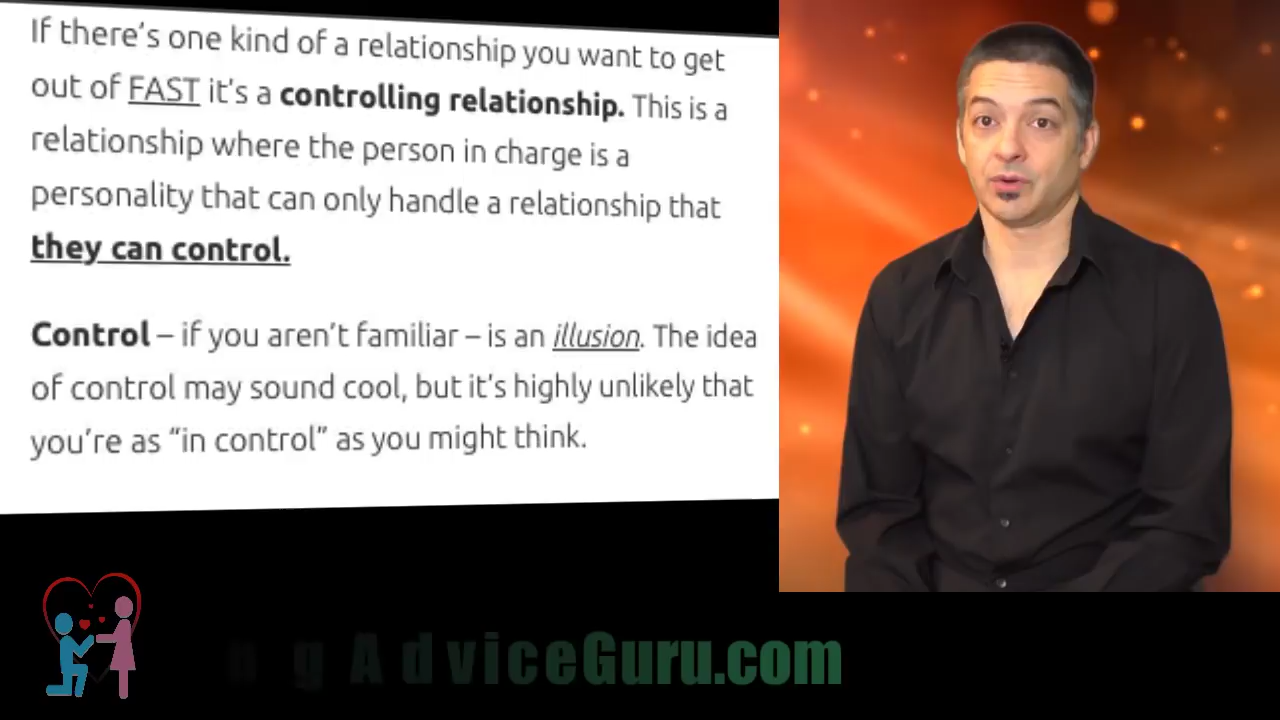 If there’s one kind of a relationship you want to get
out of FAST it’s a controlling relationship. This is a
relationship where the person in charge is a
personality that can only handle a relationship that
they can control.
Control – if you aren’t familiar – is an illusion. The idea
of control may sound cool, but it’s highly unlikely that
you’re as “in control” as you might think.
n g AdviceGuru.com